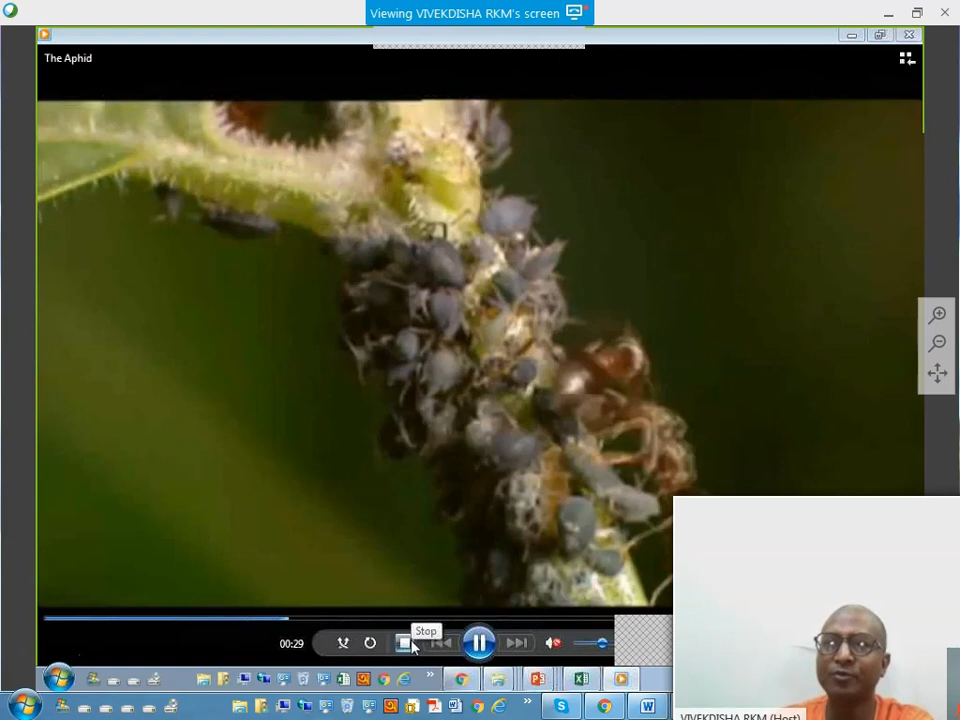 Viewing VIVEKDISHA RKM's screen
The Aphid
Stop
00:29
VIVEKDISHA RKM (Host)